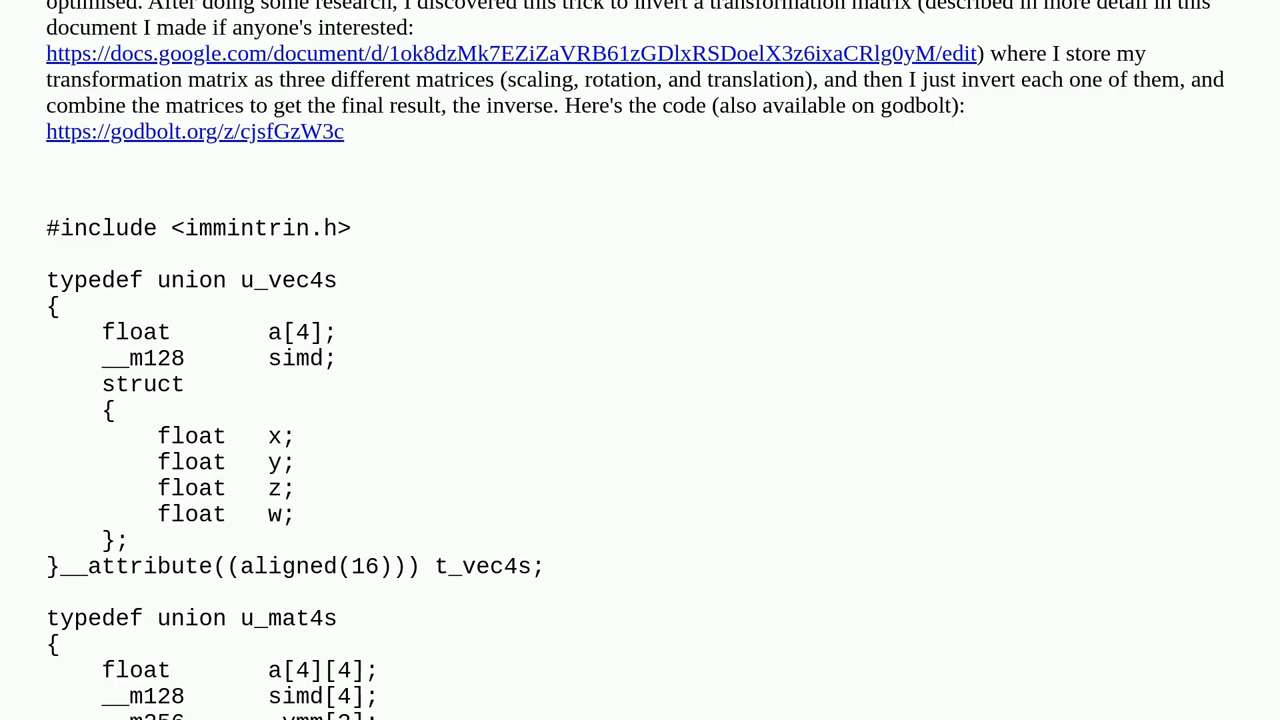 optimised. After doing some research, I discovered this trick to invert a transformation matrix (described in more detail in this
document I made if anyone's interested:
https://docs.google.com/document/d/1ok8dzMk7EZiZaVRB61zGDlxRSDoelX3z6ixaCRlg0yM/edit) where I store my
transformation matrix as three different matrices (scaling, rotation, and translation), and then I just invert each one of them, and
combine the matrices to get the final result, the inverse. Here's the code (also available on godbolt):
https://godbolt.org/z/cjsfGzW3c
#include <immintrin.h>
typedef union u_vec4s
{
    float       a[4];
    __m128      simd;
    struct
    {
        float   x;
        float   y;
        float   z;
        float   w;
    };
}__attribute((aligned(16))) t_vec4s;
typedef union u_mat4s
{
    float       a[4][4];
    __m128      simd[4];
    __m256      _ymm[2];